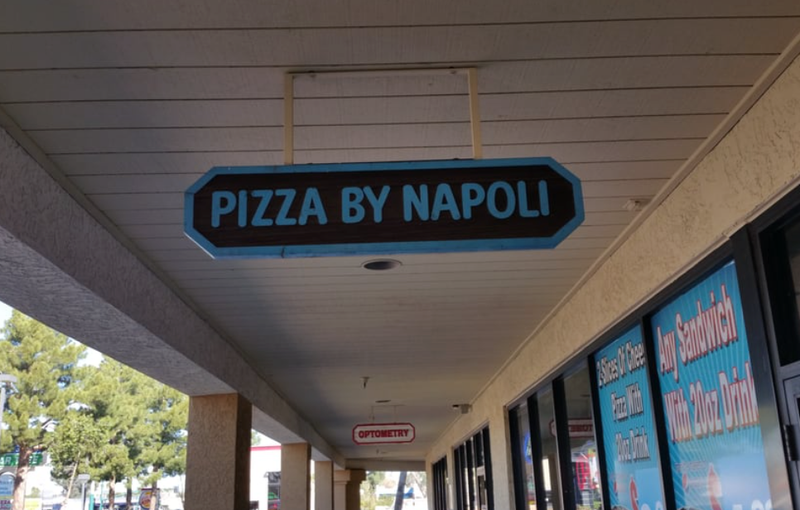 PIZZA BY NAPOLI
OPTOMETRY
2 Slices Of Cheese
Pizza With
20oz Drink
Any Sandwich
With 20oz Drink